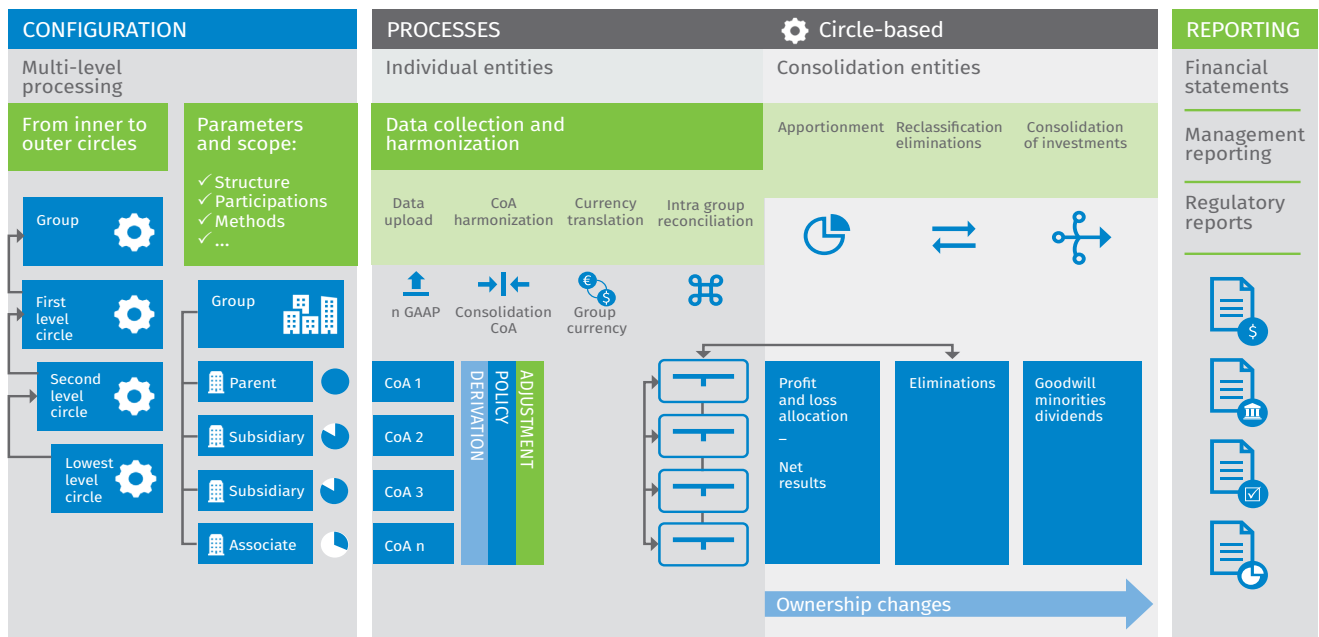 CONFIGURATION
Multi-level
processing
From inner to
outer circles
Parameters
and scope:
✓ Structure
✓ Participations
✓ Methods
✓ ...
Group
First
level
circle
Second
level
circle
Lowest
level
circle
Group
Parent
Subsidiary
Subsidiary
Associate
PROCESSES
Circle-based
Individual entities
Consolidation entities
Data collection and
harmonization
Data
upload
CoA
harmonization
Currency
translation
Intra group
reconciliation
Apportionment
Reclassification
eliminations
Consolidation
of investments
€
$
n GAAP
Consolidation
CoA
Group
currency
CoA 1
CoA 2
CoA 3
CoA n
DERIVATION
POLICY
ADJUSTMENT
Profit
and loss
allocation
–
Net
results
Eliminations
Goodwill
minorities
dividends
Ownership changes
REPORTING
Financial
statements
Management
reporting
Regulatory
reports
$